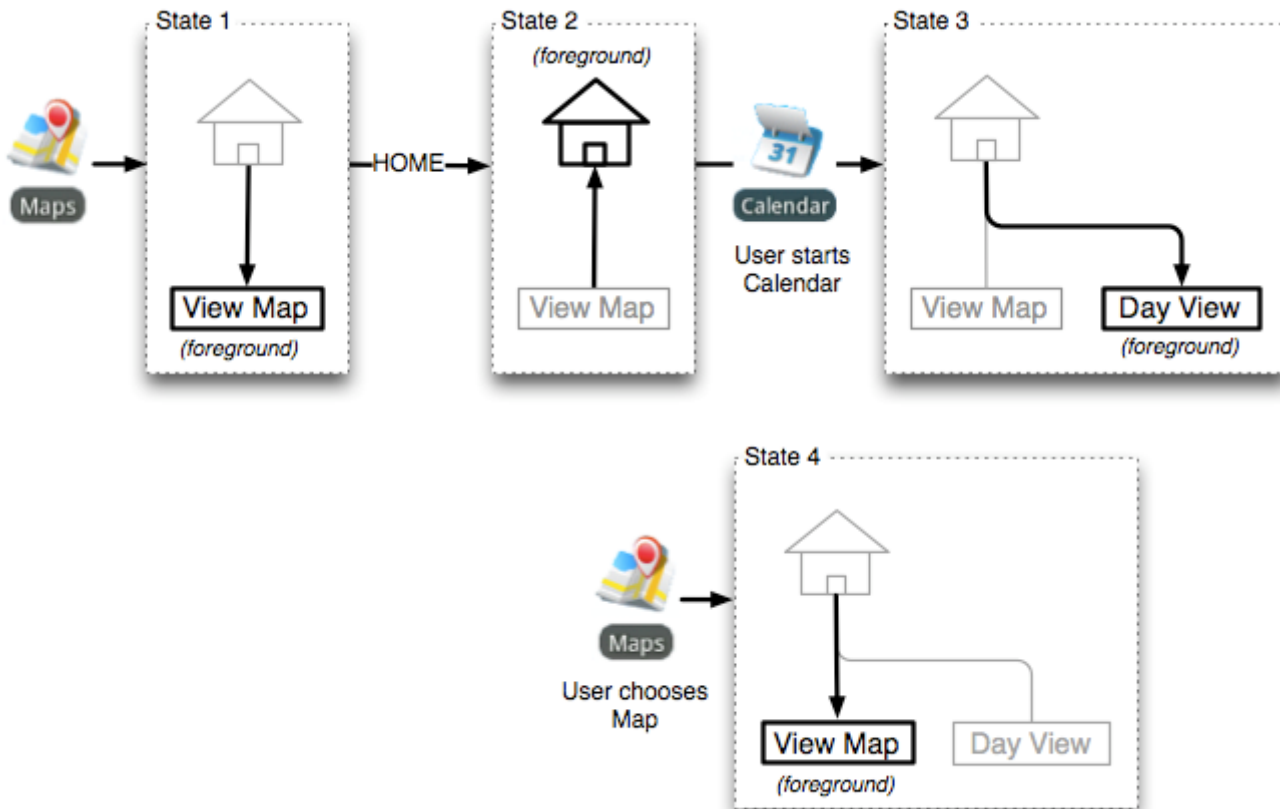 State 1
Maps
View Map
(foreground)
HOME
State 2
(foreground)
View Map
31
Calendar
User starts
Calendar
State 3
View Map
Day View
(foreground)
Maps
User chooses
Map
State 4
View Map
Day View
(foreground)